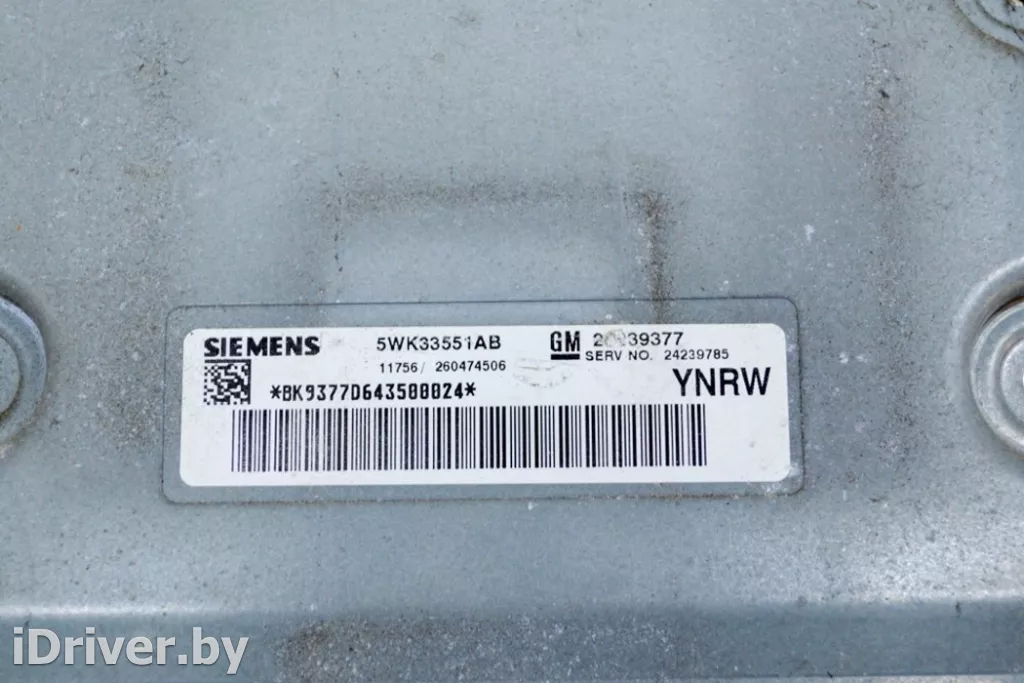 SIEMENS 5WK33551AB GM
SERV NO. 24239785
11756/ 260474506
YNRW
*BK9377D643500024*
iDriver.by